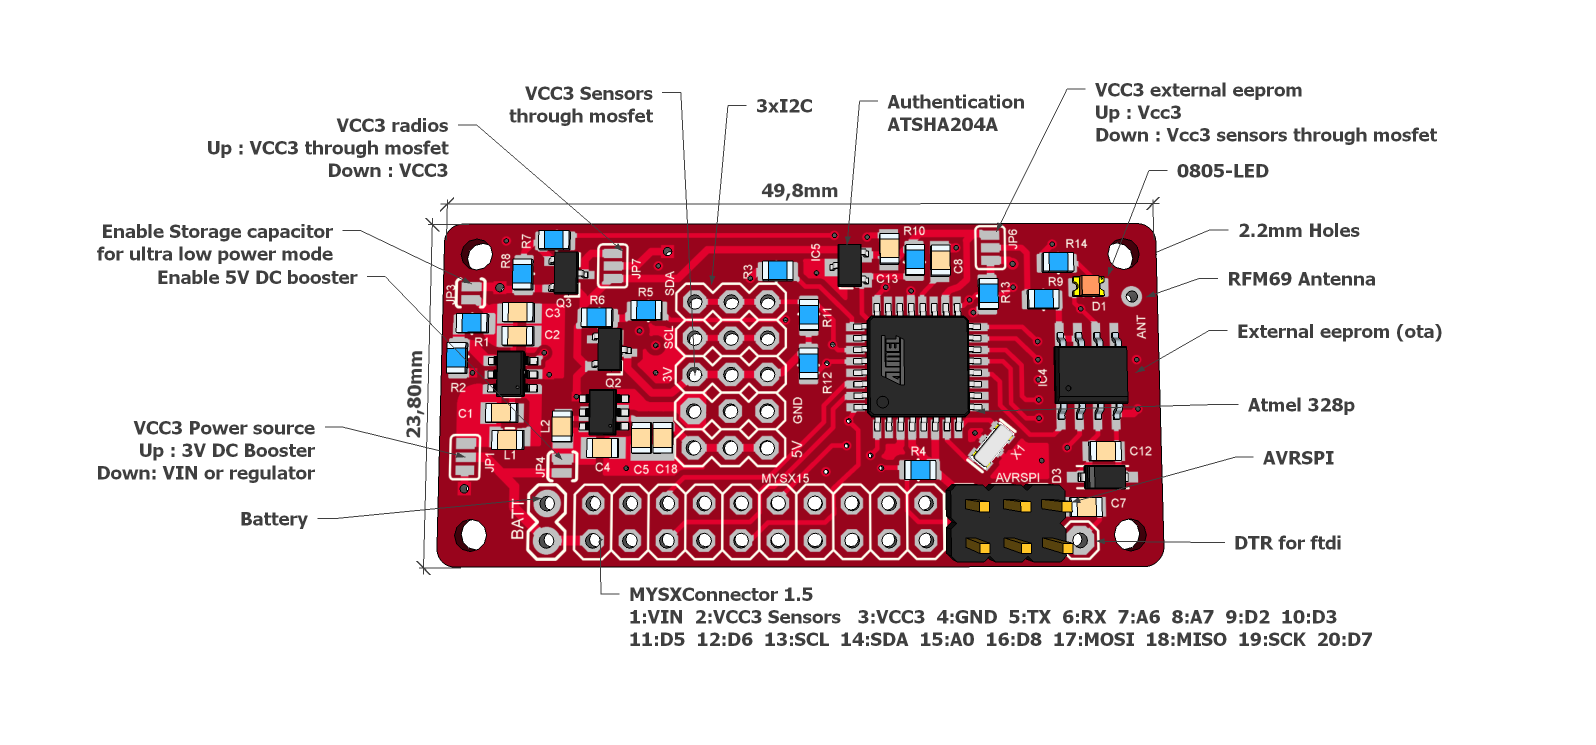 VCC3 Sensors
through mosfet
3xI2C
Authentication
ATSHA204A
VCC3 external eeprom
Up : Vcc3
Down : Vcc3 sensors through mosfet
VCC3 radios
Up : VCC3 through mosfet
Down : VCC3
0805-LED
49,8mm
Enable Storage capacitor
for ultra low power mode
Enable 5V DC booster
2.2mm Holes
RFM69 Antenna
External eeprom (ota)
Atmel 328p
AVRSPI
DTR for ftdi
23,80mm
VCC3 Power source
Up : 3V DC Booster
Down: VIN or regulator
Battery
R7
R8
Q3
JP7
SDA
R3
IC5
R10
C13
C8
JP6
R14
R13
R9
D1
ANT
JP3
C3
R1
C2
R6
R5
SCL
R11
R2
Q2
3V
R12
ATMEL
IC4
C1
L2
GND
L1
JP1
JP4
C4
C5
C18
5V
R4
X1
C12
D3
C7
BATT
MYSX15
AVRSPI
MYSXConnector 1.5
1:VIN 2:VCC3 Sensors 3:VCC3 4:GND 5:TX 6:RX 7:A6 8:A7 9:D2 10:D3
11:D5 12:D6 13:SCL 14:SDA 15:A0 16:D8 17:MOSI 18:MISO 19:SCK 20:D7